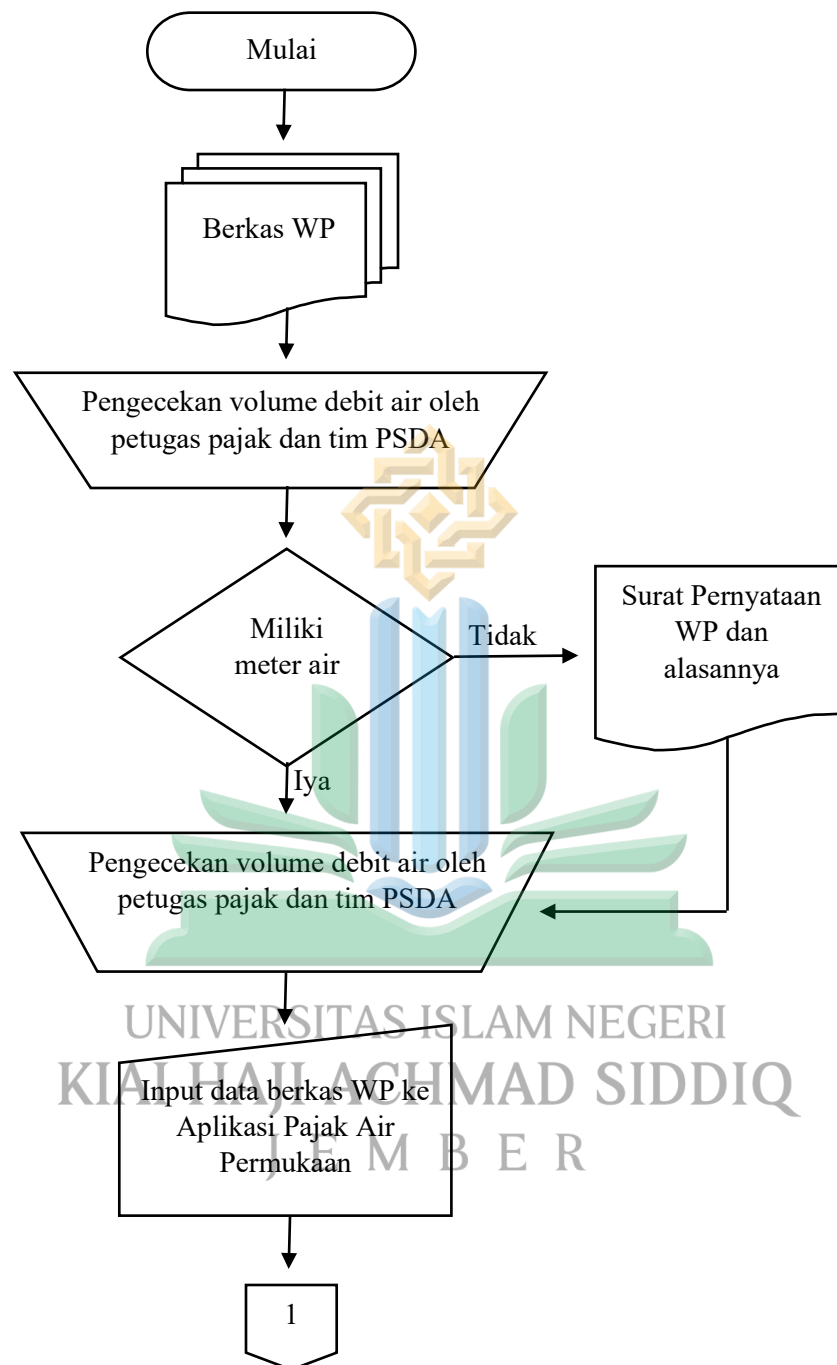 Mulai
Berkas WP
Pengecekan volume debit air oleh
petugas pajak dan tim PSDA
Miliki
meter air
Tidak
Surat Pernyataan
WP dan
alasannya
Iya
Pengecekan volume debit air oleh
petugas pajak dan tim PSDA
UNIVERSITAS ISLAM NEGERI
KIAI HAJI ACHMAD SIDDIQ
JEMBER
Input data berkas WP ke
Aplikasi Pajak Air
Permukaan
1